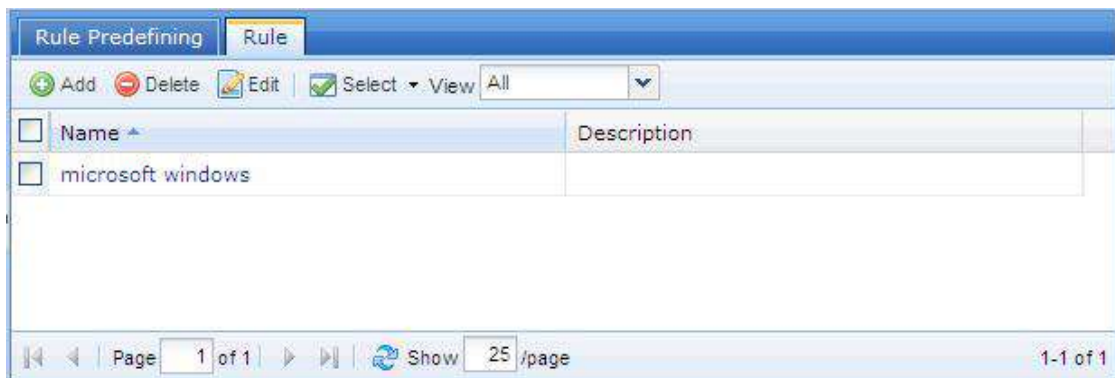 Rule Predefining Rule
Add Delete Edit Select View All
Name Description
microsoft windows
Page 1 of 1 Show 25 /page 1-1 of 1